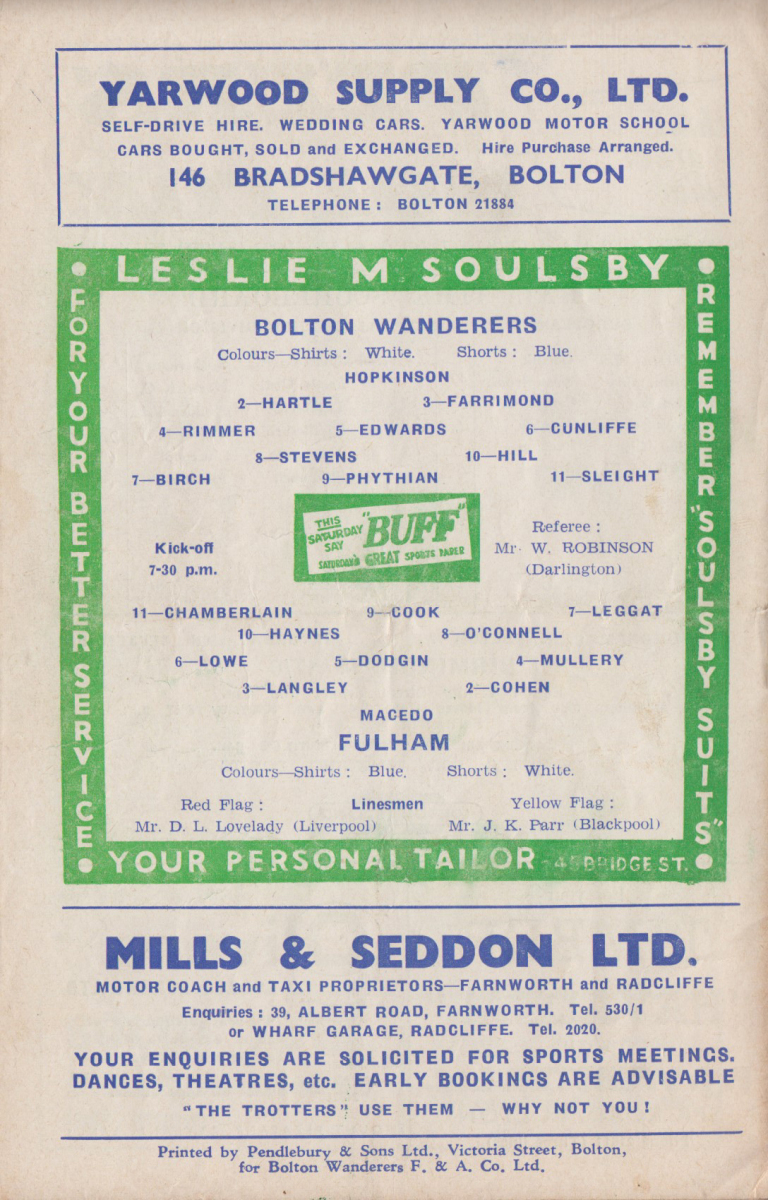 YARWOOD SUPPLY CO., LTD.
SELF-DRIVE HIRE. WEDDING CARS. YARWOOD MOTOR SCHOOL
CARS BOUGHT, SOLD and EXCHANGED. Hire Purchase Arranged.
146 BRADSHAWGATE, BOLTON
TELEPHONE: BOLTON 21884
LESLIE M. SOULSBY
FOR YOUR BETTER SERVICE
REMEMBER "SOULSBY SUITS"
BOLTON WANDERERS
Colours—Shirts: White. Shorts: Blue.
HOPKINSON
2—HARTLE 3—FARRIMOND
4—RIMMER 5—EDWARDS 6—CUNLIFFE
8—STEVENS 10—HILL
7—BIRCH 9—PHYTHIAN 11—SLEIGHT
THIS SATURDAY SAY "BUFF"
SATURDAY'S GREAT SPORTS PAPER
Kick-off
7-30 p.m.
Referee:
Mr. W. ROBINSON
(Darlington)
11—CHAMBERLAIN 9—COOK 7—LEGGAT
10—HAYNES 8—O'CONNELL
6—LOWE 5—DODGIN 4—MULLERY
3—LANGLEY 2—COHEN
MACEDO
FULHAM
Colours—Shirts: Blue. Shorts: White.
Red Flag: Linesmen Yellow Flag:
Mr. D. L. Lovelady (Liverpool) Mr. J. K. Parr (Blackpool)
YOUR PERSONAL TAILOR BRIDGE ST.
MILLS & SEDDON LTD.
MOTOR COACH and TAXI PROPRIETORS—FARNWORTH and RADCLIFFE
Enquiries: 39, ALBERT ROAD, FARNWORTH. Tel. 530/1
or WHARF GARAGE, RADCLIFFE. Tel. 2020.
YOUR ENQUIRIES ARE SOLICITED FOR SPORTS MEETINGS.
DANCES, THEATRES, etc. EARLY BOOKINGS ARE ADVISABLE
"THE TROTTERS" USE THEM — WHY NOT YOU!
Printed by Pendlebury & Sons Ltd., Victoria Street, Bolton,
for Bolton Wanderers F. & A. Co. Ltd.